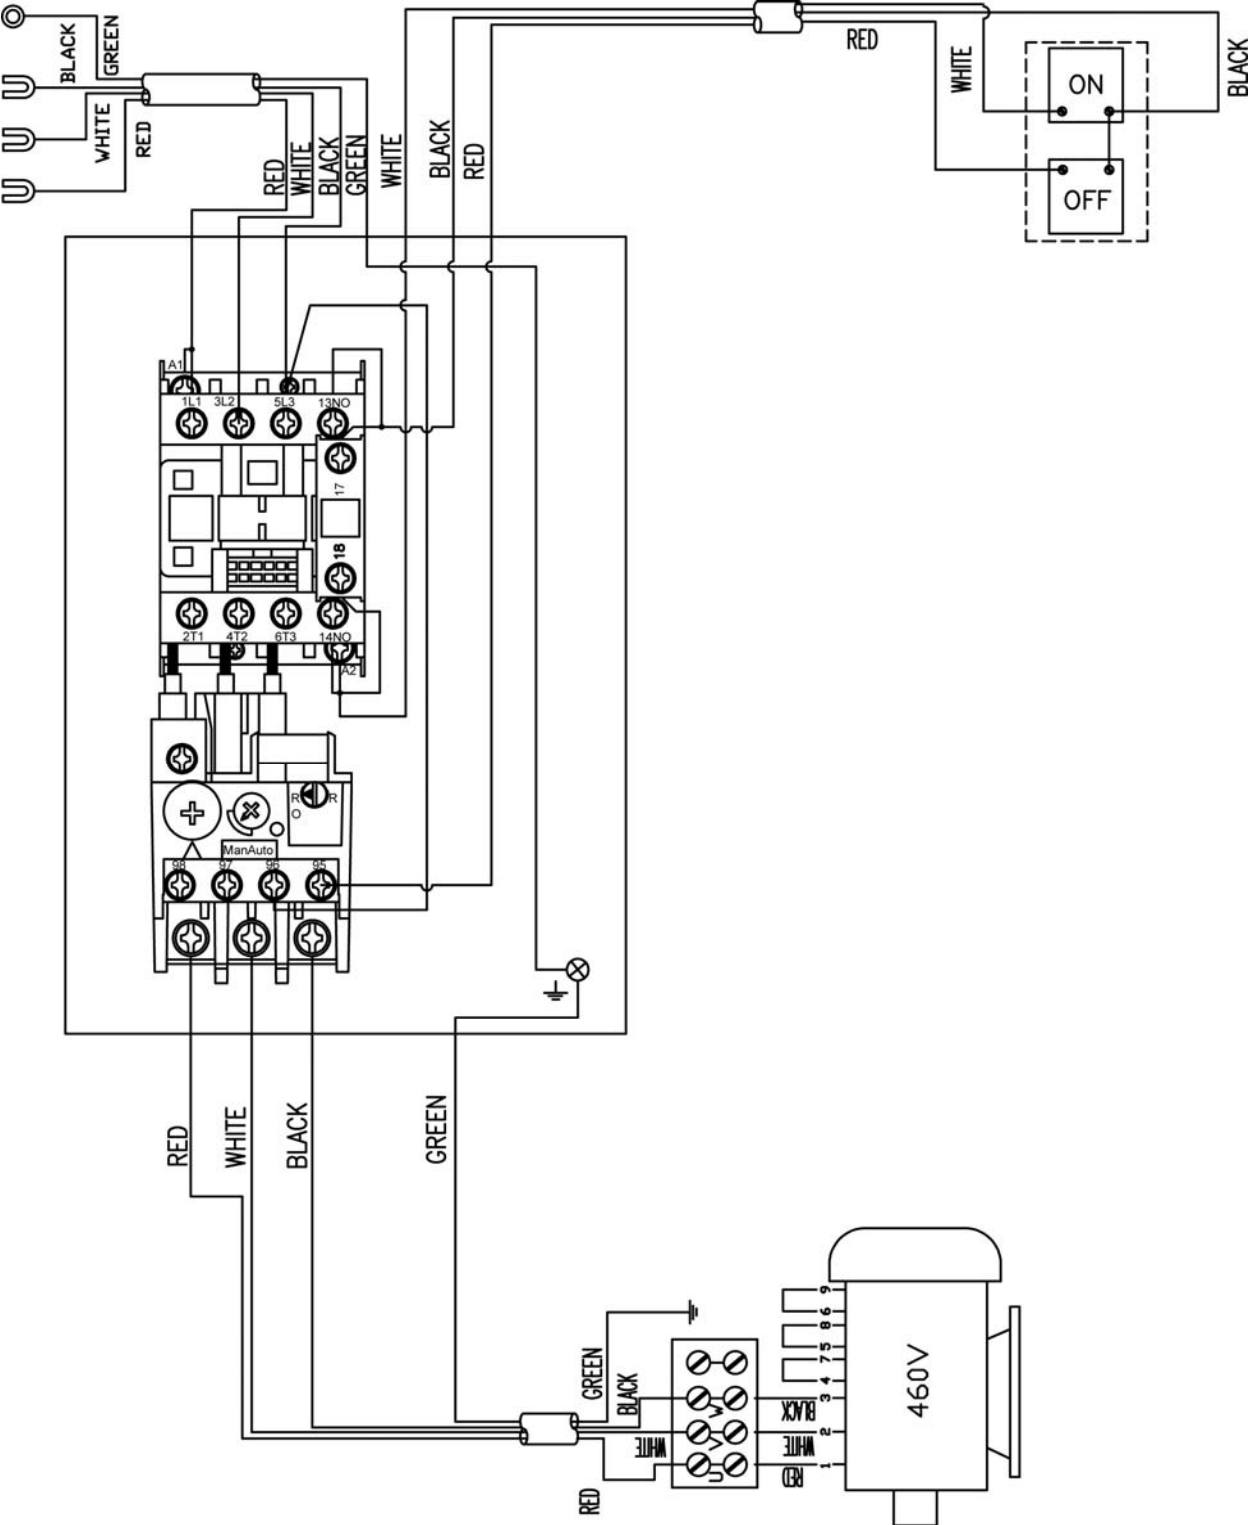 BLACK
GREEN
WHITE
RED
RED
WHITE
BLACK
GREEN
WHITE
BLACK
RED
RED
WHITE
BLACK
ON
OFF
A1
1L1
3L2
5L3
13NO
17
18
2T1
4T2
6T3
14NO
A2
R
R
O
ManAuto
98
97
96
95
RED
WHITE
BLACK
GREEN
GREEN
BLACK
WHITE
RED
W
V
U
BLACK
WHITE
RED
9
6
8
5
7
4
3
2
1
460V